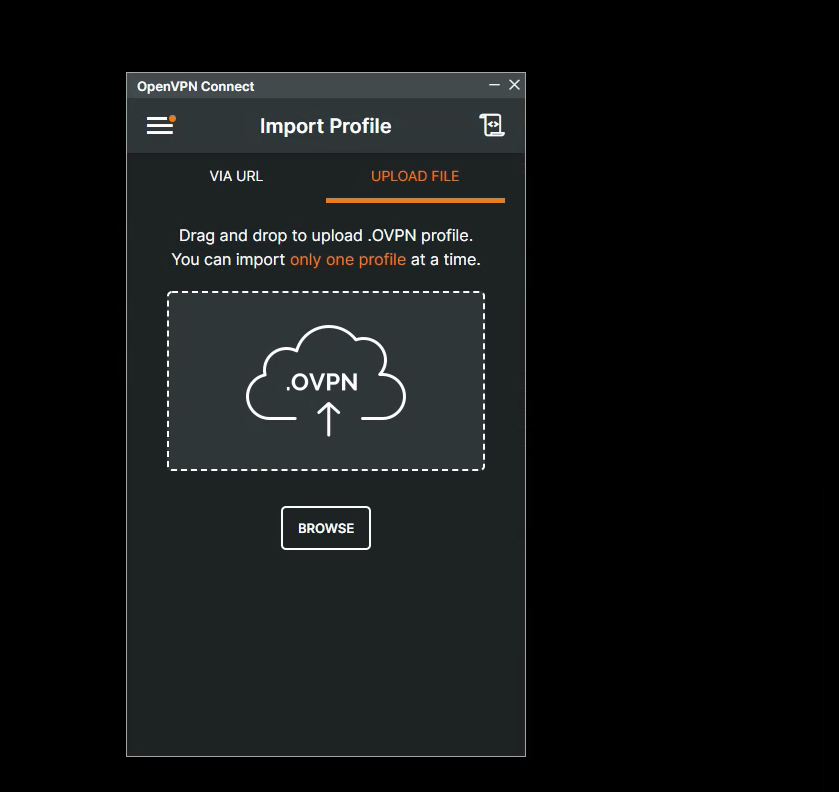 OpenVPN Connect
Import Profile
VIA URL
UPLOAD FILE
Drag and drop to upload .OVPN profile.
You can import only one profile at a time.
.OVPN
BROWSE